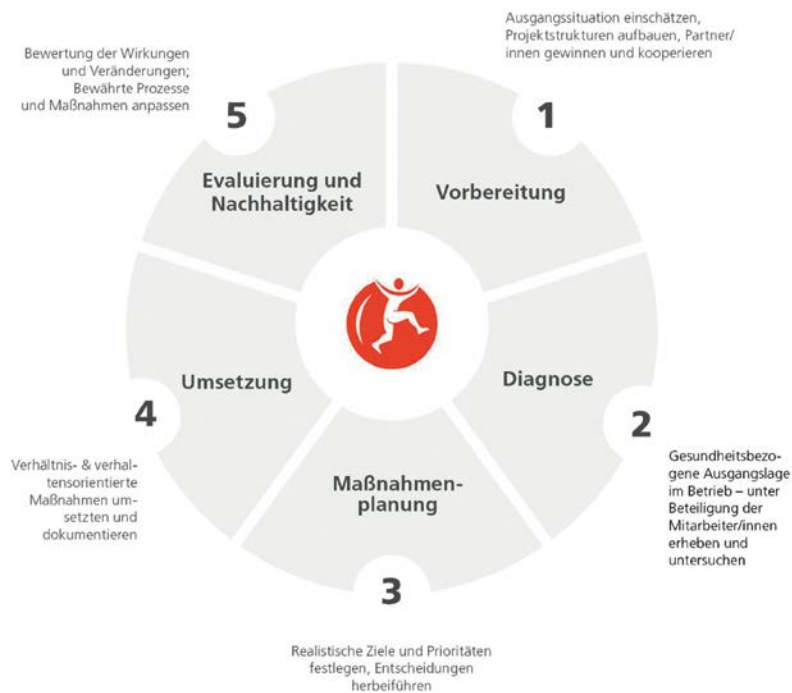 Ausgangssituation einschätzen,
Projektstrukturen aufbauen, Partner/
innen gewinnen und kooperieren
1
Vorbereitung
Diagnose
2
Gesundheitsbezo-
gene Ausgangslage
im Betrieb – unter
Beteiligung der
Mitarbeiter/innen
erheben und
untersuchen
Maßnahmen-
planung
3
Realistische Ziele und Prioritäten
festlegen, Entscheidungen
herbeiführen
Umsetzung
4
Verhältnis- & verhal-
tensorientierte
Maßnahmen um-
setzten und
dokumentieren
Bewertung der Wirkungen
und Veränderungen;
Bewährte Prozesse
und Maßnahmen anpassen
5
Evaluierung und
Nachhaltigkeit